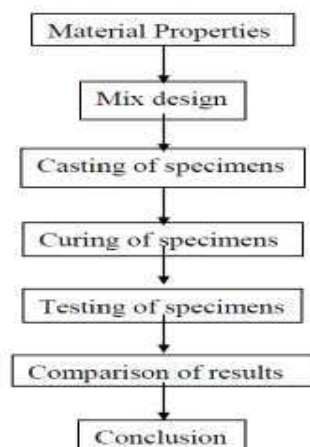 Material Properties
Mix design
Casting of specimens
Curing of specimens
Testing of specimens
Comparison of results
Conclusion